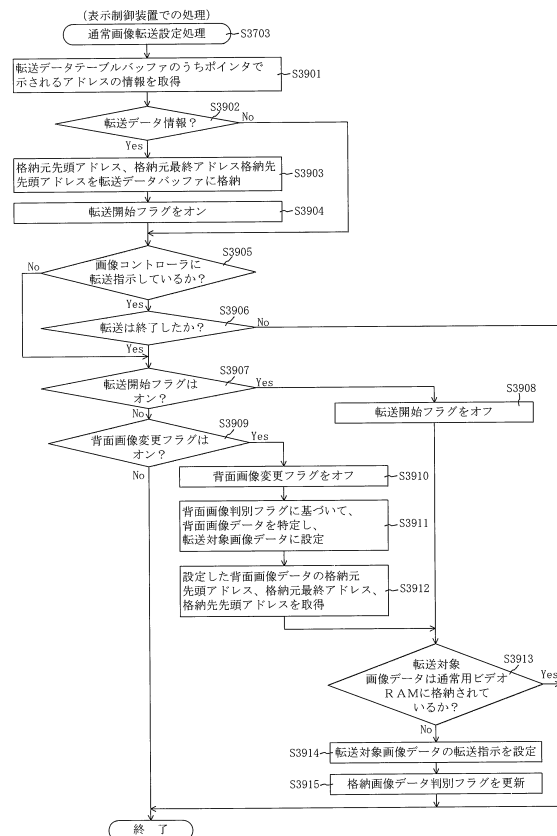 (表示制御装置での処理)
通常画像転送設定処理
S3703
転送データテーブルバッファのうちポインタで
示されるアドレスの情報を取得
S3901
S3902
転送データ情報?
No
Yes
格納元先頭アドレス、格納元最終アドレス格納先
先頭アドレスを転送データバッファに格納
S3903
転送開始フラグをオン
S3904
S3905
画像コントローラに
転送指示しているか?
No
Yes
S3906
転送は終了したか?
No
Yes
S3907
転送開始フラグは
オン?
Yes
No
S3908
転送開始フラグをオフ
S3909
背面画像変更フラグは
オン?
Yes
No
背面画像変更フラグをオフ
S3910
背面画像判別フラグに基づいて、
背面画像データを特定し、
転送対象画像データに設定
S3911
設定した背面画像データの格納元
先頭アドレス、格納元最終アドレス、
格納先先頭アドレスを取得
S3912
S3913
転送対象
画像データは通常用ビデオ
RAMに格納されて
いるか?
Yes
No
S3914
転送対象画像データの転送指示を設定
S3915
格納画像データ判別フラグを更新
終 了